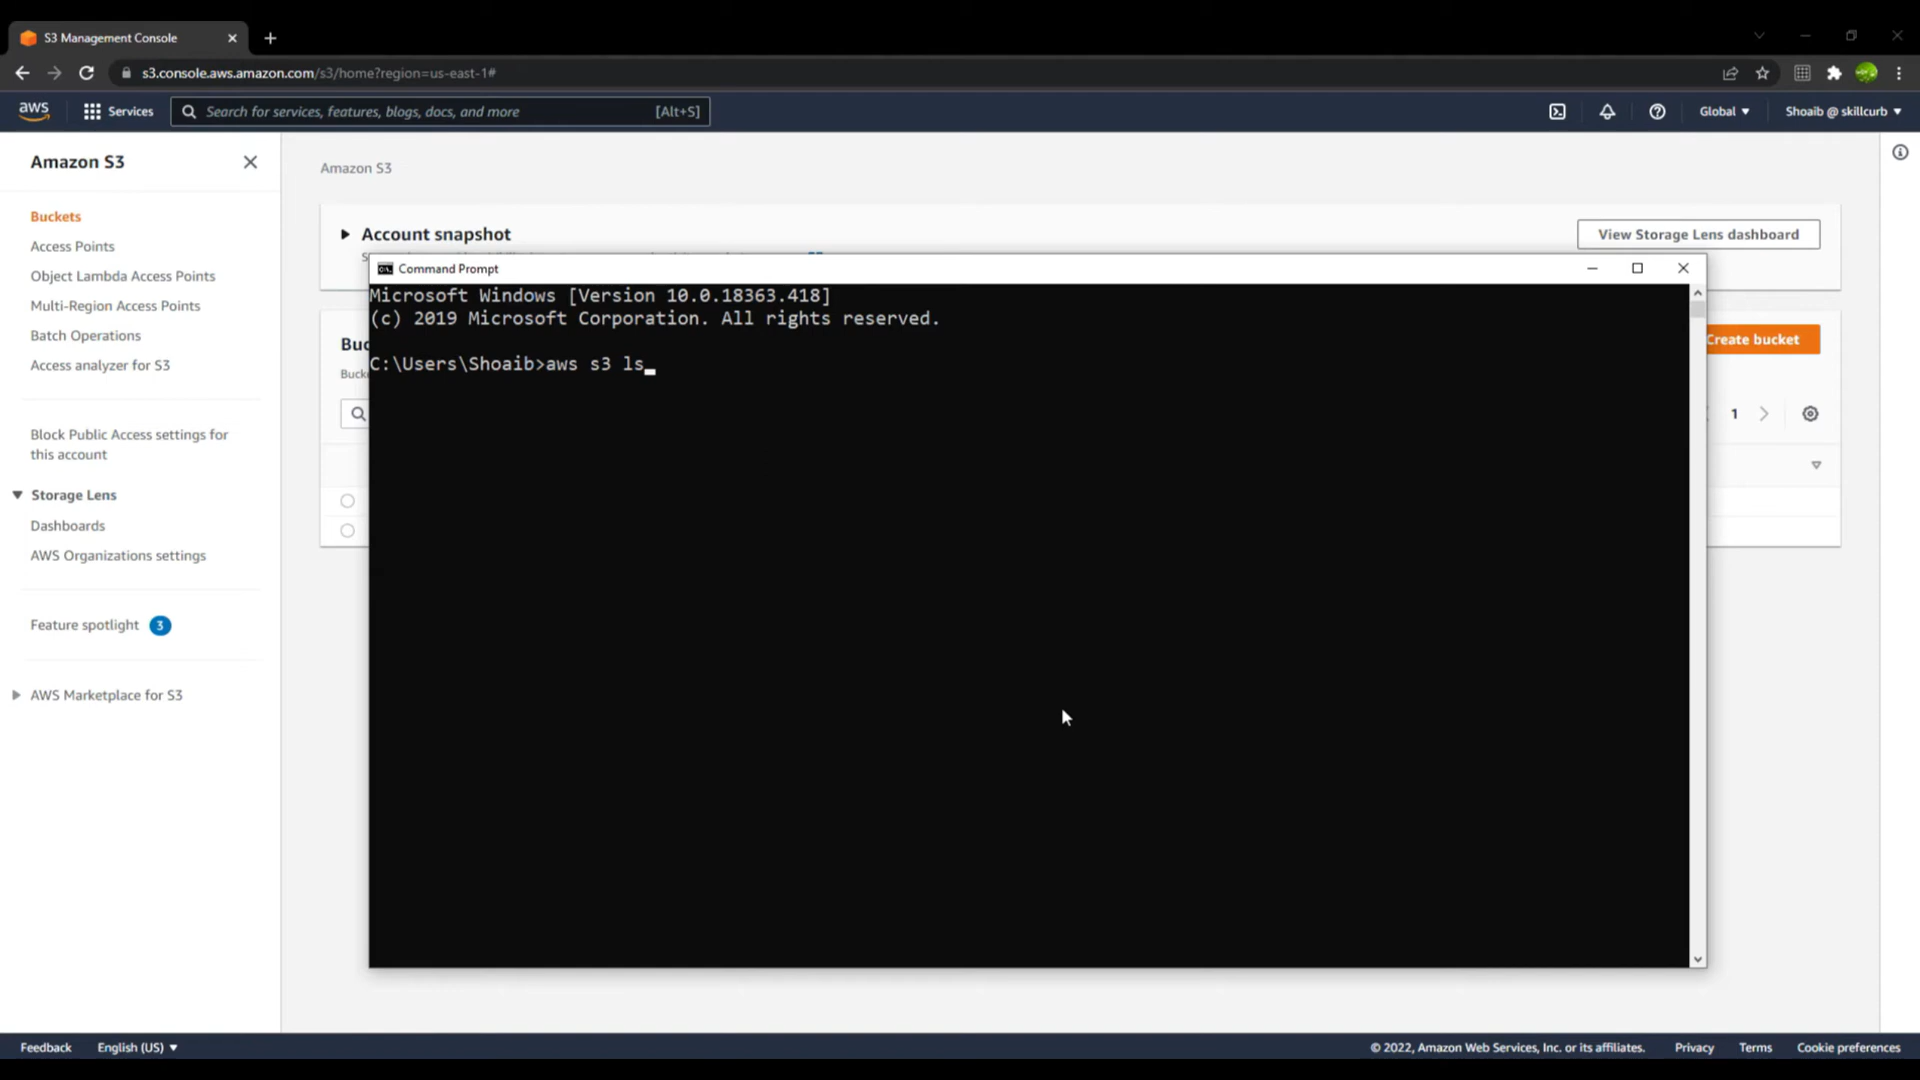 S3 Management Console
s3.console.aws.amazon.com/s3/home?region=us-east-1#
aws
Services
Search for services, features, blogs, docs, and more
[Alt+S]
Global
Shoaib @ skillcurb
Amazon S3
Buckets
Access Points
Object Lambda Access Points
Multi-Region Access Points
Batch Operations
Access analyzer for S3
Block Public Access settings for
this account
Storage Lens
Dashboards
AWS Organizations settings
Feature spotlight 3
AWS Marketplace for S3
Amazon S3
Account snapshot
View Storage Lens dashboard
Create bucket
1
Command Prompt
Microsoft Windows [Version 10.0.18363.418]
(c) 2019 Microsoft Corporation. All rights reserved.
C:\Users\Shoaib>aws s3 ls
Feedback
English (US)
© 2022, Amazon Web Services, Inc. or its affiliates.
Privacy
Terms
Cookie preferences